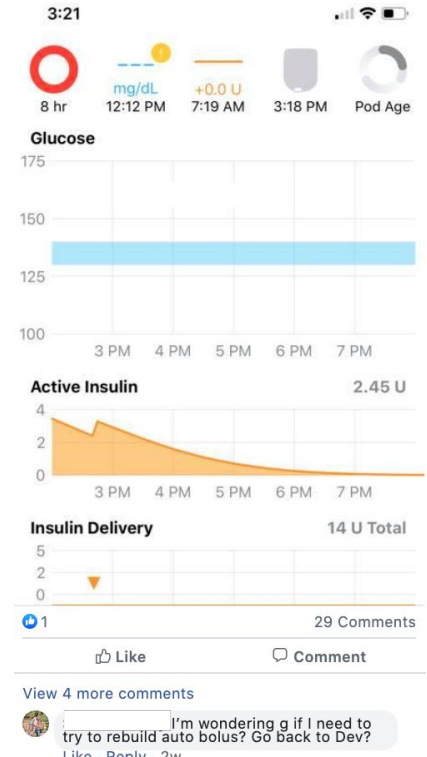 3:21
!
mg/dL
+0.0 U
8 hr
12:12 PM
7:19 AM
3:18 PM
Pod Age
Glucose
175
150
125
100
3 PM 4 PM 5 PM 6 PM 7 PM
Active Insulin 2.45 U
4
2
0
3 PM 4 PM 5 PM 6 PM 7 PM
Insulin Delivery 14 U Total
5
2
0
1 29 Comments
Like Comment
View 4 more comments
I'm wondering g if I need to
try to rebuild auto bolus? Go back to Dev?
Like Reply 2w